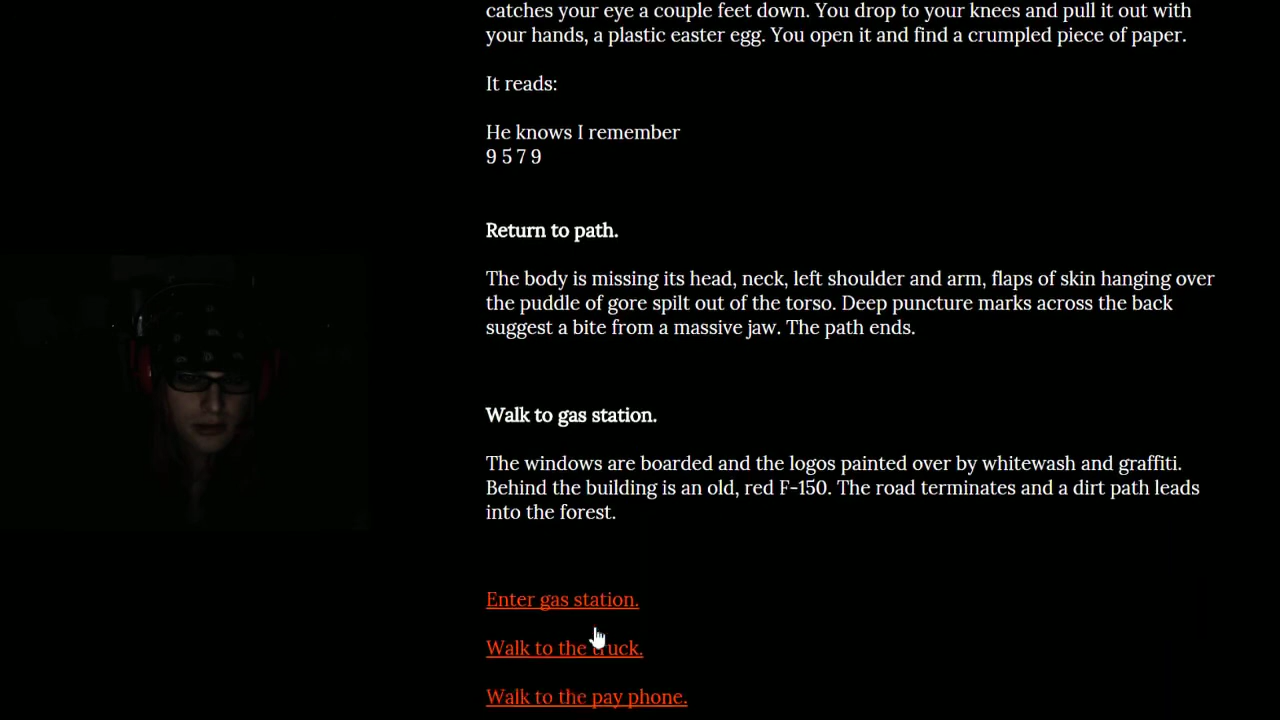 catches your eye a couple feet down. You drop to your knees and pull it out with
your hands, a plastic easter egg. You open it and find a crumpled piece of paper.
It reads:
He knows I remember
9 5 7 9
Return to path.
The body is missing its head, neck, left shoulder and arm, flaps of skin hanging over
the puddle of gore spilt out of the torso. Deep puncture marks across the back
suggest a bite from a massive jaw. The path ends.
Walk to gas station.
The windows are boarded and the logos painted over by whitewash and graffiti.
Behind the building is an old, red F-150. The road terminates and a dirt path leads
into the forest.
Enter gas station.
Walk to the truck.
Walk to the pay phone.